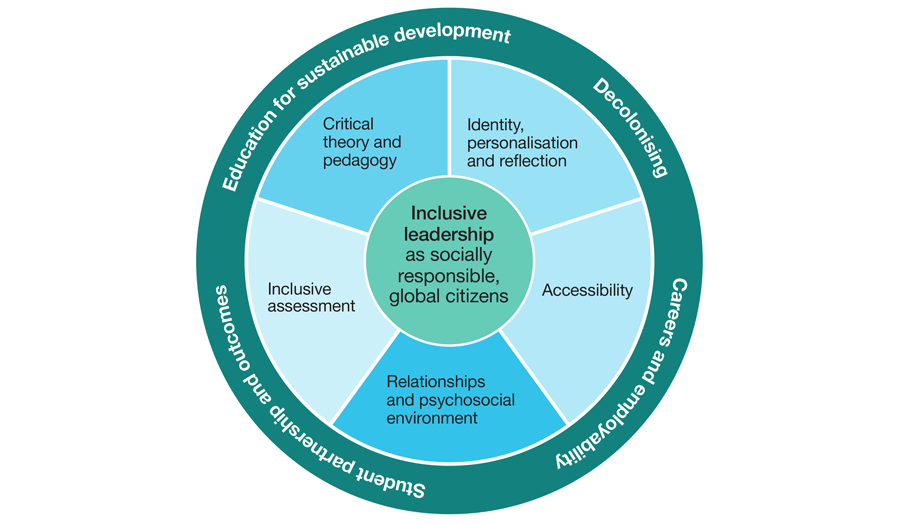 Education for sustainable development
Decolonising
Careers and employability
Student partnership and outcomes
Critical
theory and
pedagogy
Identity,
personalisation
and reflection
Inclusive
assessment
Accessibility
Relationships
and psychosocial
environment
Inclusive
leadership
as socially
responsible,
global citizens